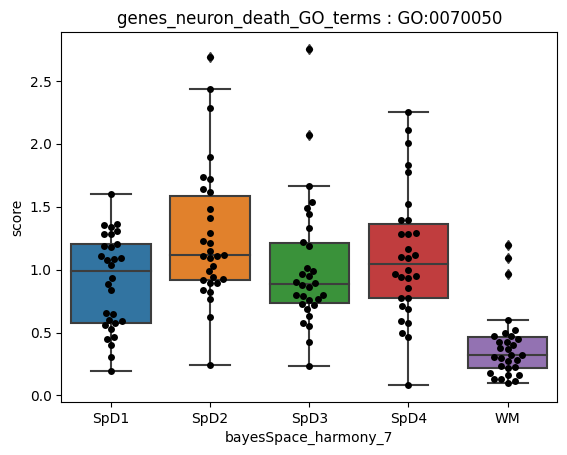 genes_neuron_death_GO_terms : GO:0070050
2.5
2.0
1.5
1.0
0.5
0.0
score
SpD1 SpD2 SpD3 SpD4 WM
bayesSpace_harmony_7